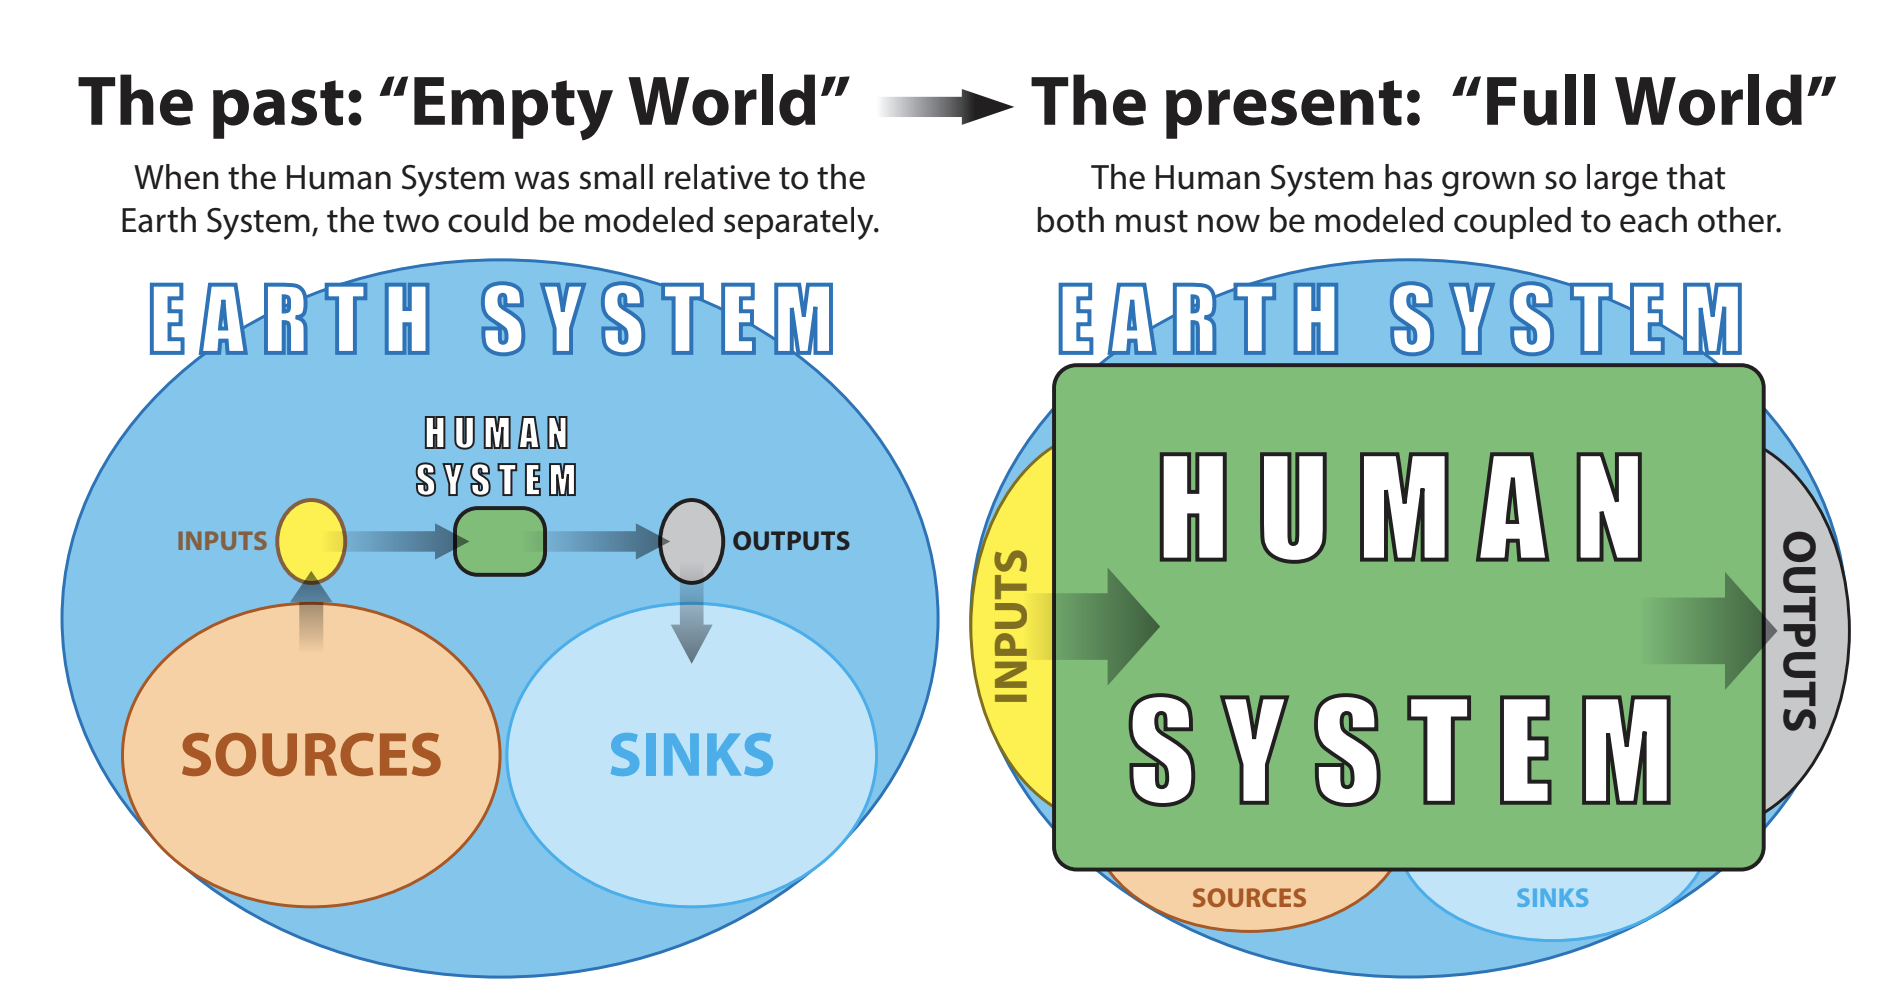 The past: “Empty World”
When the Human System was small relative to the
Earth System, the two could be modeled separately.
EARTH SYSTEM
HUMAN
SYSTEM
INPUTS
OUTPUTS
SOURCES
SINKS
The present: “Full World”
The Human System has grown so large that
both must now be modeled coupled to each other.
EARTH SYSTEM
HUMAN
SYSTEM
INPUTS
OUTPUTS
SOURCES
SINKS